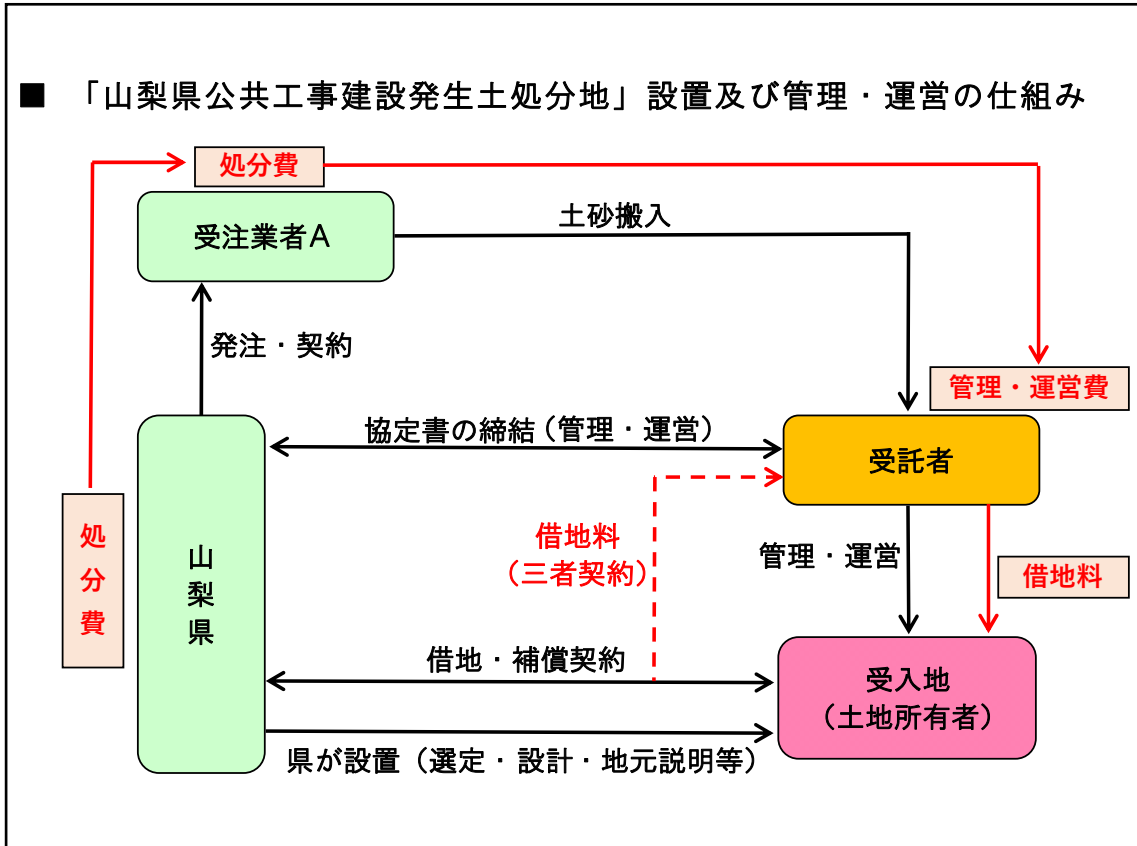 ■ 「山梨県公共工事建設発生土処分地」設置及び管理・運営の仕組み
処分費
受注業者A
土砂搬入
発注・契約
管理・運営費
協定書の締結（管理・運営）
受託者
処分費
山梨県
借地料
（三者契約）
管理・運営
借地料
借地・補償契約
受入地
（土地所有者）
県が設置（選定・設計・地元説明等）